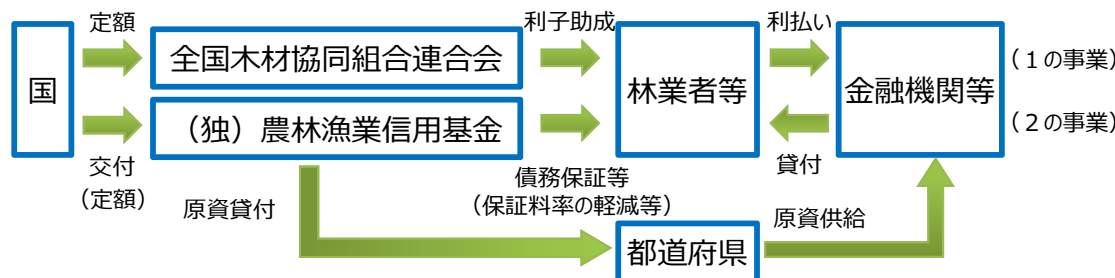 定額
利子助成
利払い
国
全国木材協同組合連合会
林業者等
金融機関等
（１の事業）
（独）農林漁業信用基金
（２の事業）
交付
（定額）
原資貸付
債務保証等
（保証料率の軽減等）
貸付
都道府県
原資供給